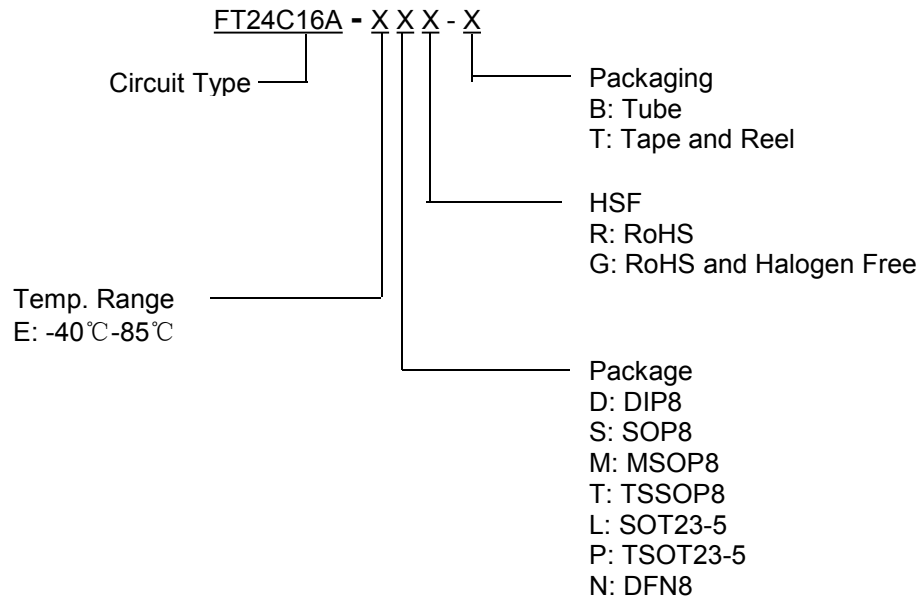 FT24C16A - X X X - X
Circuit Type
Packaging
B: Tube
T: Tape and Reel
HSF
R: RoHS
G: RoHS and Halogen Free
Temp. Range
E: -40℃-85℃
Package
D: DIP8
S: SOP8
M: MSOP8
T: TSSOP8
L: SOT23-5
P: TSOT23-5
N: DFN8